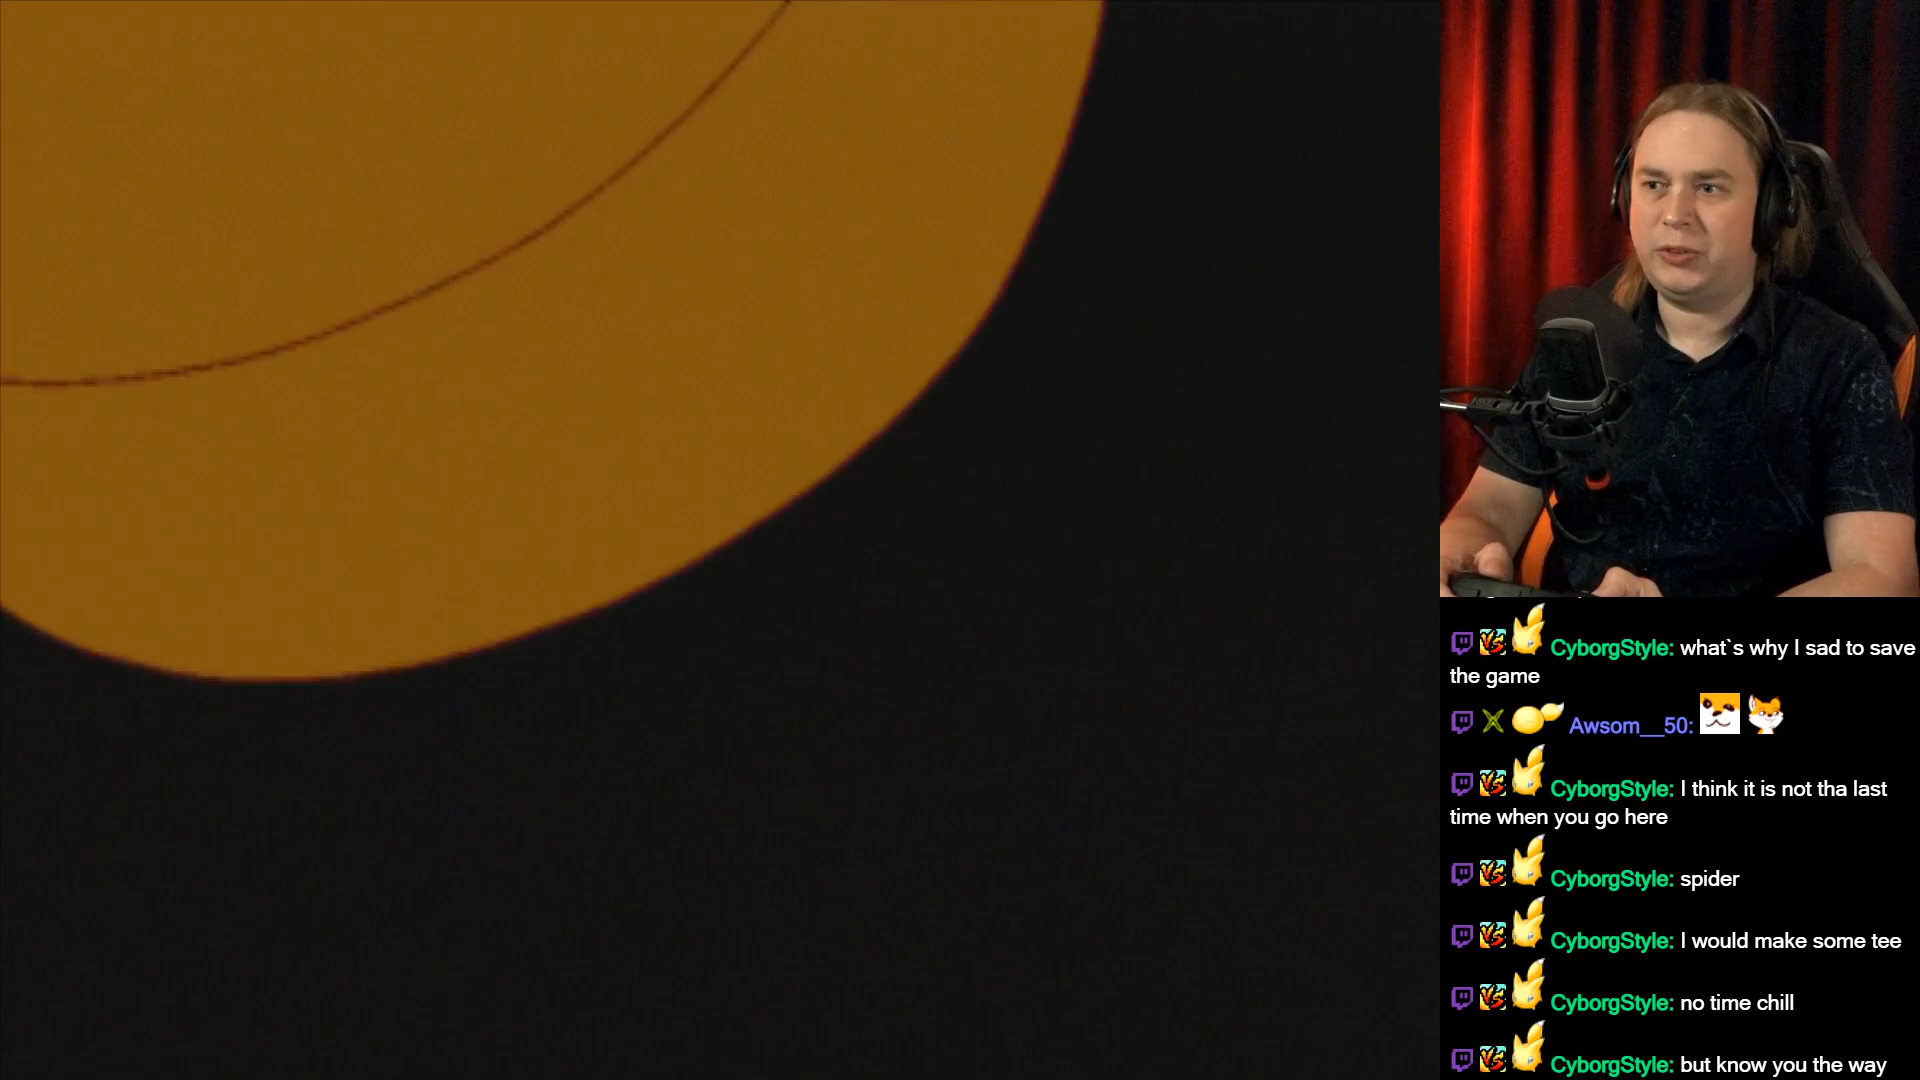 CyborgStyle: what`s why I sad to save
the game
Awsom__50:
CyborgStyle: I think it is not tha last
time when you go here
CyborgStyle: spider
CyborgStyle: I would make some tee
CyborgStyle: no time chill
CyborgStyle: but know you the way